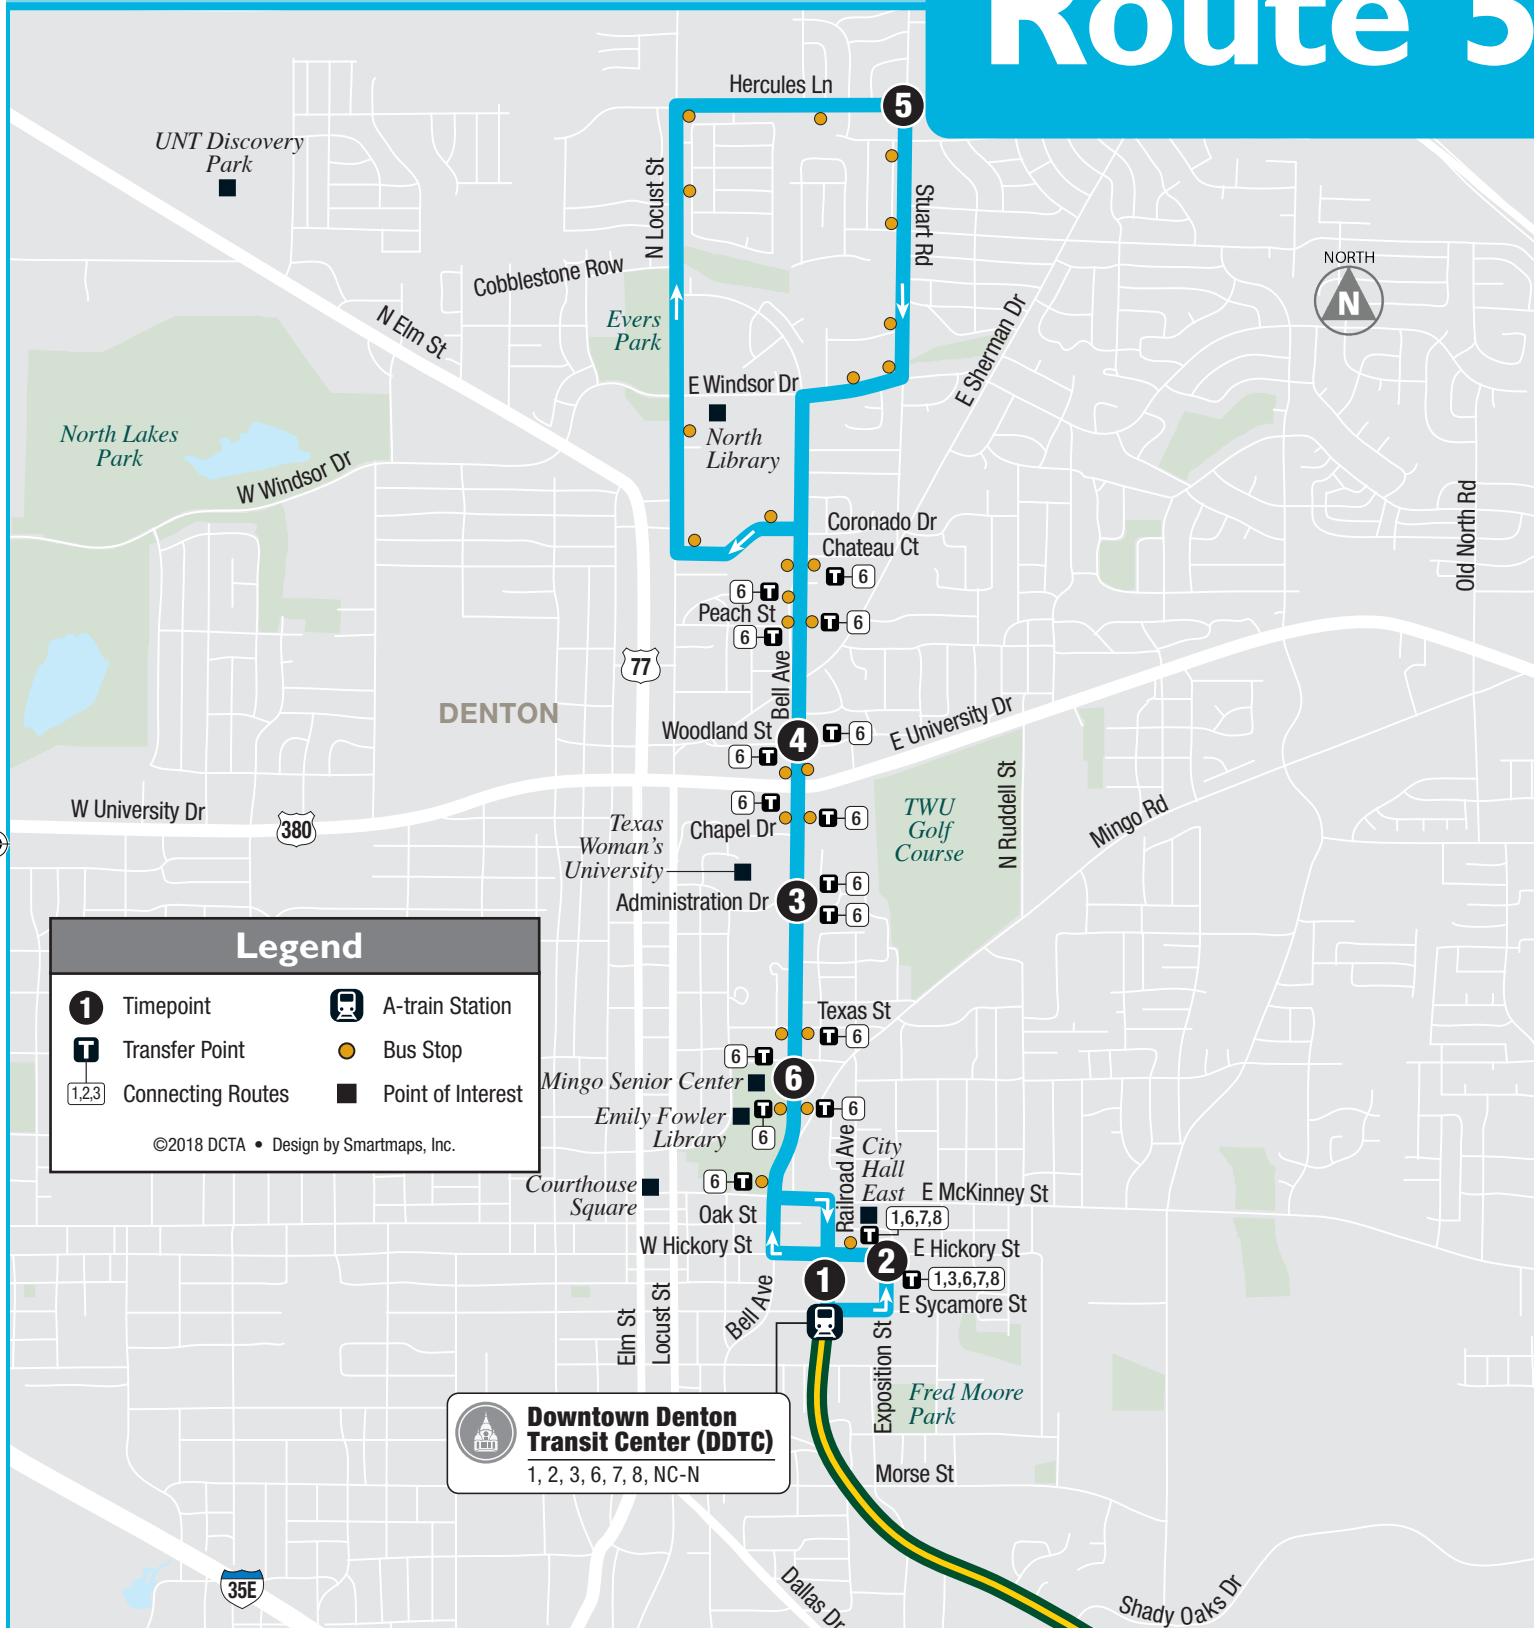 Route 5
Hercules Ln
5
UNT Discovery
Park
N Locust St
Stuart Rd
NORTH
N
Cobblestone Row
N Elm St
Evers
Park
E Sherman Dr
E Windsor Dr
North
Library
North Lakes
Park
W Windsor Dr
Old North Rd
Coronado Dr
Chateau Ct
T 6
6 T
Peach St
T 6
6 T
77
Bell Ave
DENTON
Woodland St
4
T 6
6 T
E University Dr
W University Dr
380
6 T
Chapel Dr
T 6
TWU
Golf
Course
N Ruddell St
Mingo Rd
Texas
Woman's
University
Administration Dr
3
T 6
T 6
Legend
1 Timepoint
A-train Station
T Transfer Point
Bus Stop
1,2,3 Connecting Routes
Point of Interest
©2018 DCTA • Design by Smartmaps, Inc.
Texas St
T 6
6 T
Mingo Senior Center
6
Emily Fowler
Library
T
6
T 6
Railroad Ave
City
Hall
East
E McKinney St
Courthouse
Square
6 T
Oak St
1,6,7,8
T
W Hickory St
2
E Hickory St
1
T 1,3,6,7,8
E Sycamore St
Bell Ave
Elm St
Locust St
Exposition St
Fred Moore
Park
Downtown Denton
Transit Center (DDTC)
1, 2, 3, 6, 7, 8, NC-N
Morse St
35E
Dallas Dr
Shady Oaks Dr